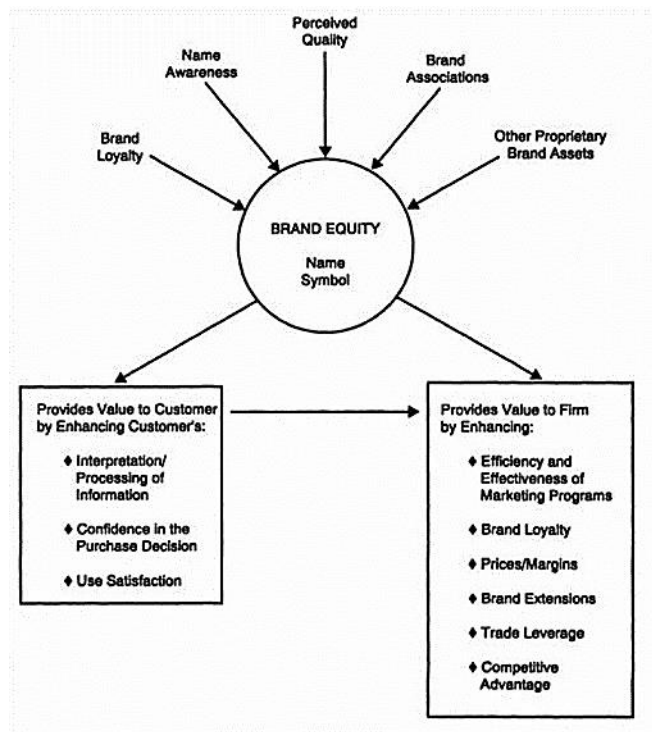 Perceived
Quality
Name
Awareness
Brand
Associations
Brand
Loyalty
Other Proprietary
Brand Assets
BRAND EQUITY
Name
Symbol
Provides Value to Customer
by Enhancing Customer's:
♦ Interpretation/
Processing of
Information
♦ Confidence in the
Purchase Decision
♦ Use Satisfaction
Provides Value to Firm
by Enhancing:
♦ Efficiency and
Effectiveness of
Marketing Programs
♦ Brand Loyalty
♦ Prices/Margins
♦ Brand Extensions
♦ Trade Leverage
♦ Competitive
Advantage